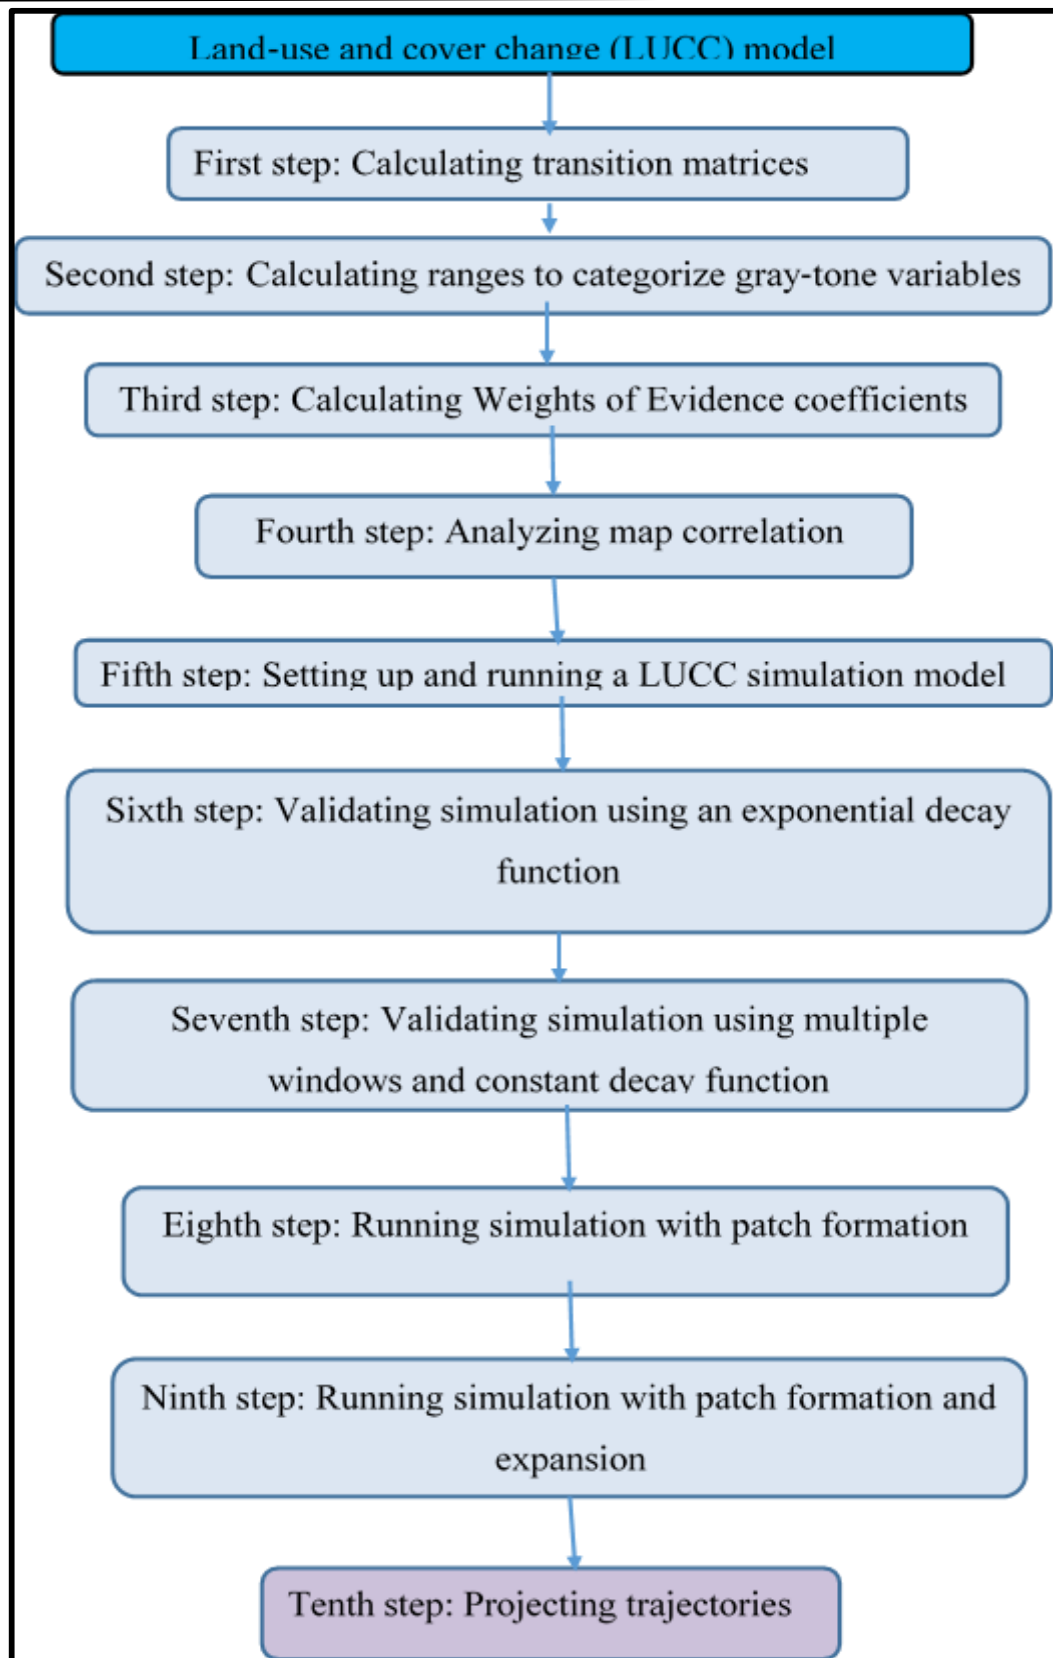 Land-use and cover change (LUCC) model
First step: Calculating transition matrices
Second step: Calculating ranges to categorize gray-tone variables
Third step: Calculating Weights of Evidence coefficients
Fourth step: Analyzing map correlation
Fifth step: Setting up and running a LUCC simulation model
Sixth step: Validating simulation using an exponential decay
function
Seventh step: Validating simulation using multiple
windows and constant decay function
Eighth step: Running simulation with patch formation
Ninth step: Running simulation with patch formation and
expansion
Tenth step: Projecting trajectories